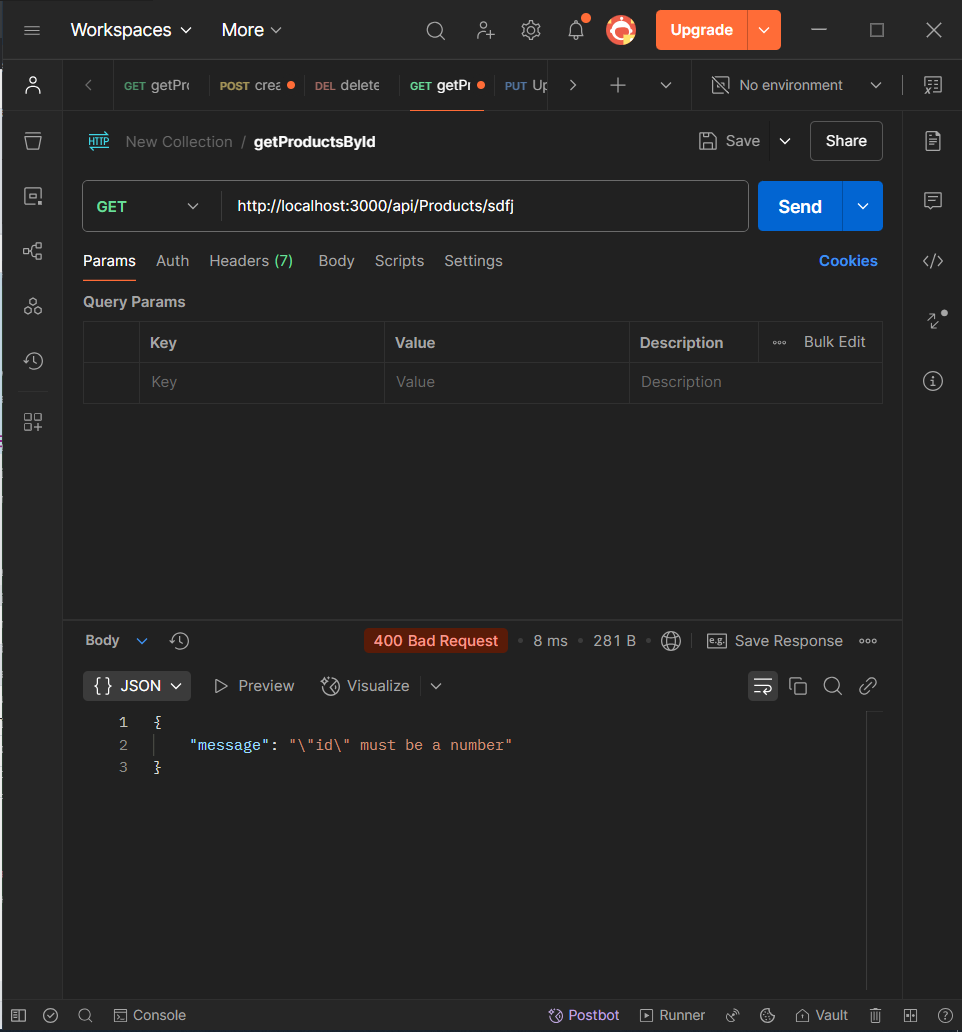 Workspaces More Upgrade
GET getPr POST crea DEL delete GET getPr PUT Up No environment
HTTP New Collection / getProductsById Save Share
GET http://localhost:3000/api/Products/sdfj Send
Params Auth Headers (7) Body Scripts Settings Cookies
Query Params
Key Value Description Bulk Edit
Key Value Description
Body 400 Bad Request • 8 ms • 281 B • e.g. Save Response
{} JSON Preview Visualize
1 {
2 "message": "\"id\" must be a number"
3 }
Console Postbot Runner Vault